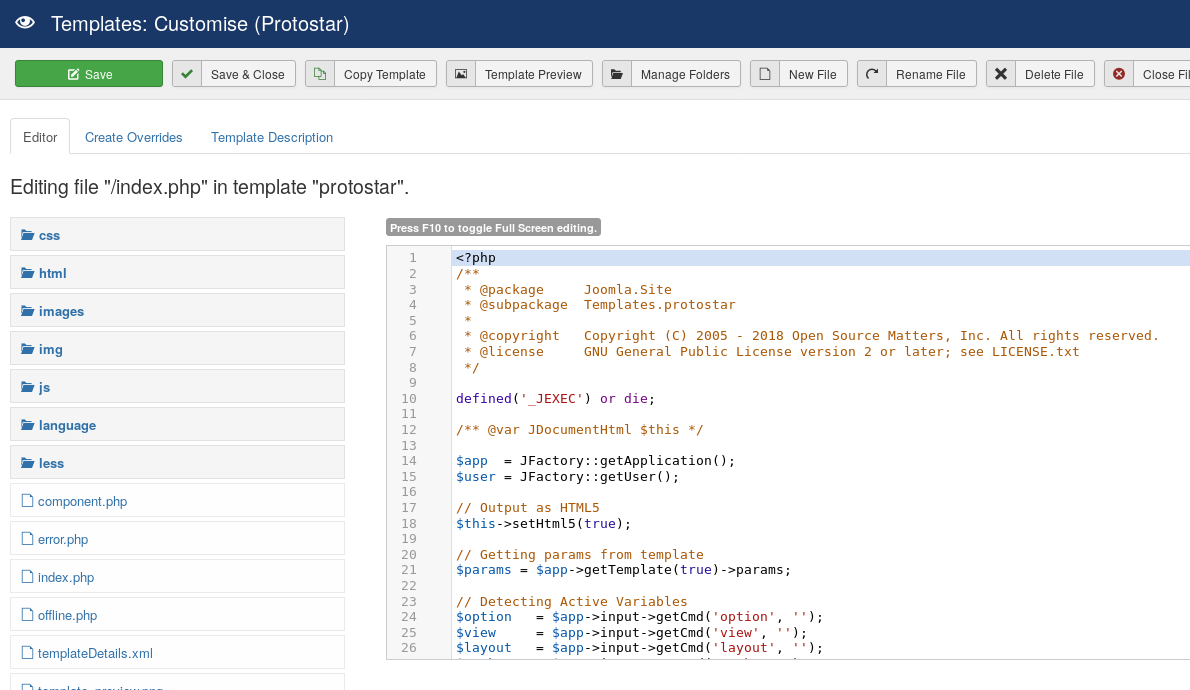 Templates: Customise (Protostar)
Save
Save & Close
Copy Template
Template Preview
Manage Folders
New File
Rename File
Delete File
Close Fil
Editor
Create Overrides
Template Description
Editing file "/index.php" in template "protostar".
css
html
images
img
js
language
less
component.php
error.php
index.php
offline.php
templateDetails.xml
Press F10 to toggle Full Screen editing.
1 <?php
2 /**
3  * @package     Joomla.Site
4  * @subpackage  Templates.protostar
5  *
6  * @copyright   Copyright (C) 2005 - 2018 Open Source Matters, Inc. All rights reserved.
7  * @license     GNU General Public License version 2 or later; see LICENSE.txt
8  */
9
10 defined('_JEXEC') or die;
11
12 /** @var JDocumentHtml $this */
13
14 $app  = JFactory::getApplication();
15 $user = JFactory::getUser();
16
17 // Output as HTML5
18 $this->setHtml5(true);
19
20 // Getting params from template
21 $params = $app->getTemplate(true)->params;
22
23 // Detecting Active Variables
24 $option   = $app->input->getCmd('option', '');
25 $view     = $app->input->getCmd('view', '');
26 $layout   = $app->input->getCmd('layout', '');